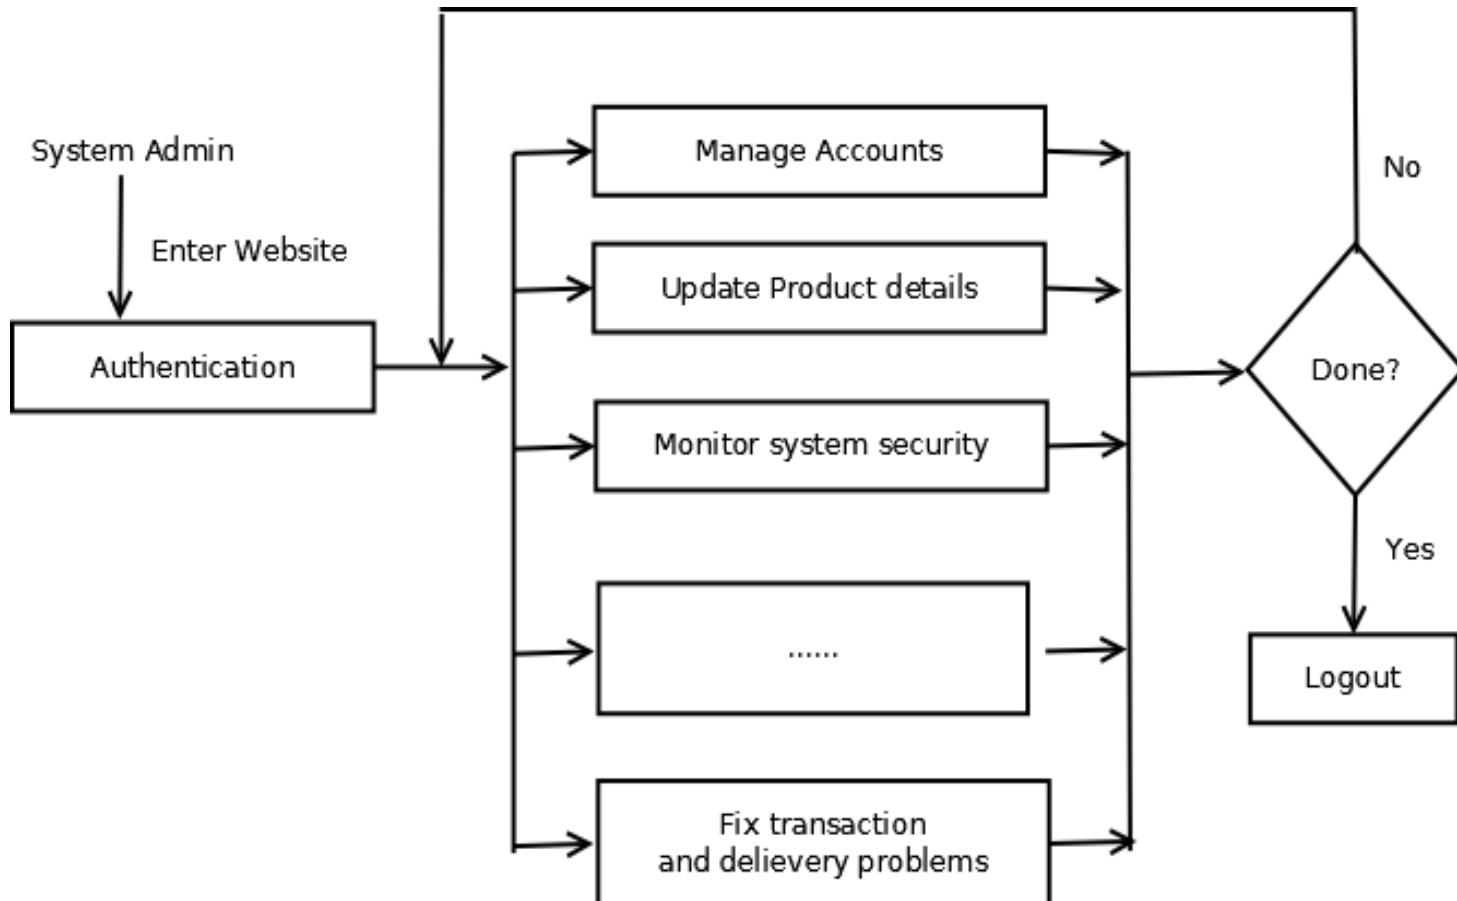 System Admin
Enter Website
Authentication
Manage Accounts
Update Product details
Monitor system security
......
Fix transaction
and delievery problems
No
Done?
Yes
Logout